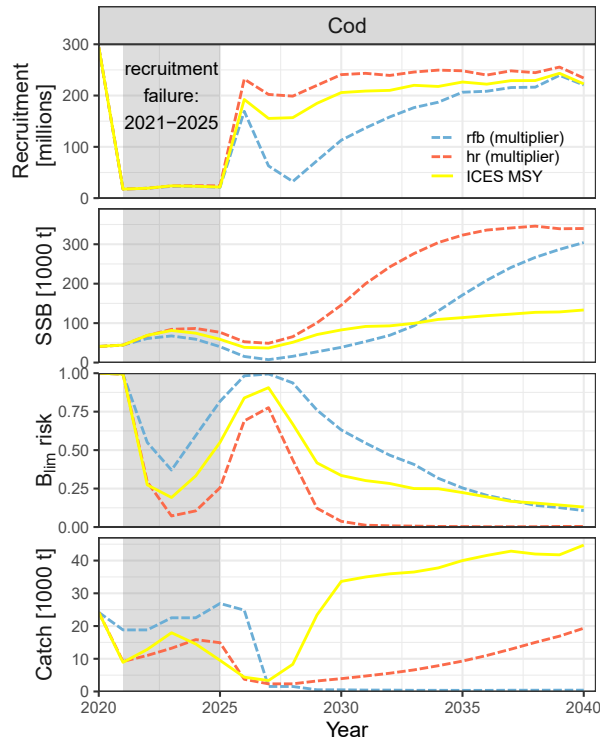 Cod
Recruitment
[millions]
300
200
100
0
recruitment
failure:
2021−2025
rfb (multiplier)
hr (multiplier)
ICES MSY
SSB [1000 t]
300
200
100
0
Blim risk
1.00
0.75
0.50
0.25
0.00
Catch [1000 t]
40
30
20
10
0
2020 2025 2030 2035 2040
Year